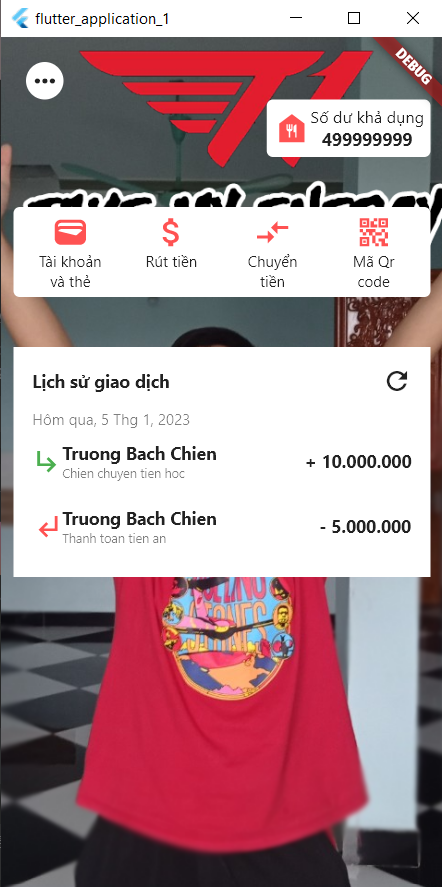 flutter_application_1
DEBUG
T1
Số dư khả dụng
499999999
Tài khoản
và thẻ
Rút tiền
Chuyển
tiền
Mã Qr
code
Lịch sử giao dịch
Hôm qua, 5 Thg 1, 2023
Truong Bach Chien
Chien chuyen tien hoc
+ 10.000.000
Truong Bach Chien
Thanh toan tien an
- 5.000.000
STONES